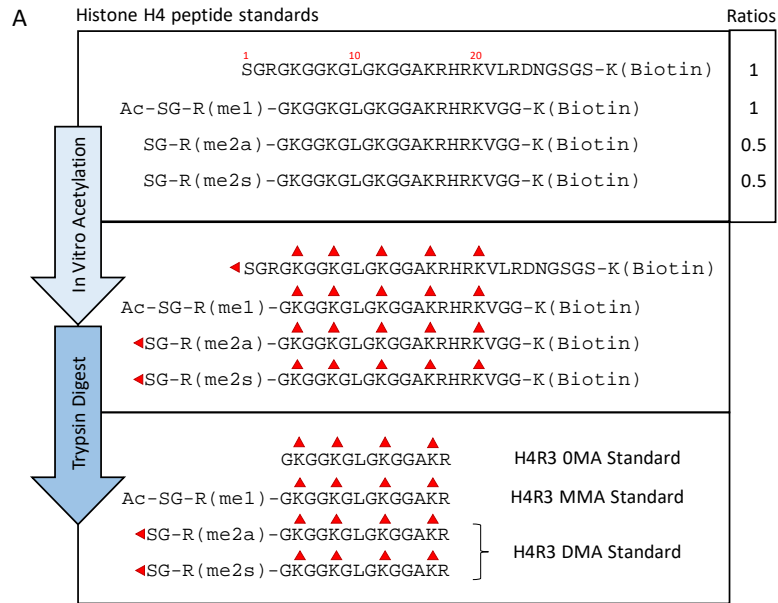 A
Histone H4 peptide standards
Ratios
1 10 20
SGRGKGGKGLGKGGAKRHRKVLRDNGSGS-K(Biotin) 1
Ac-SG-R(me1)-GKGGKGLGKGGAKRHRKVGG-K(Biotin) 1
SG-R(me2a)-GKGGKGLGKGGAKRHRKVGG-K(Biotin) 0.5
SG-R(me2s)-GKGGKGLGKGGAKRHRKVGG-K(Biotin) 0.5
In Vitro Acetylation
SGRGKGGKGLGKGGAKRHRKVLRDNGSGS-K(Biotin)
Ac-SG-R(me1)-GKGGKGLGKGGAKRHRKVGG-K(Biotin)
SG-R(me2a)-GKGGKGLGKGGAKRHRKVGG-K(Biotin)
SG-R(me2s)-GKGGKGLGKGGAKRHRKVGG-K(Biotin)
Trypsin Digest
GKGGKGLGKGGAKR H4R3 0MA Standard
Ac-SG-R(me1)-GKGGKGLGKGGAKR H4R3 MMA Standard
SG-R(me2a)-GKGGKGLGKGGAKR
H4R3 DMA Standard
SG-R(me2s)-GKGGKGLGKGGAKR